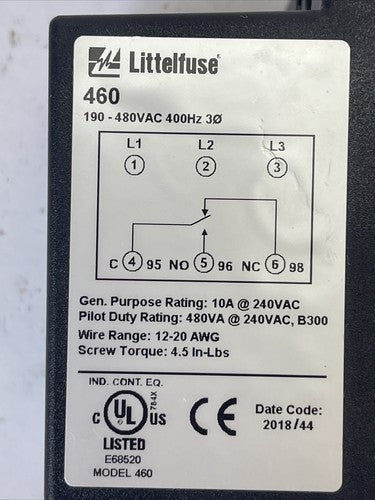 Littelfuse®
460
190 - 480VAC 400Hz 3Ø
L1 L2 L3
1 2 3
C 4 95 NO 5 96 NC 6 98
Gen. Purpose Rating: 10A @ 240VAC
Pilot Duty Rating: 480VA @ 240VAC, B300
Wire Range: 12-20 AWG
Screw Torque: 4.5 In-Lbs
IND. CONT. EQ.
C UL® US 784X
CE
LISTED
E68520
MODEL 460
Date Code:
2018/44